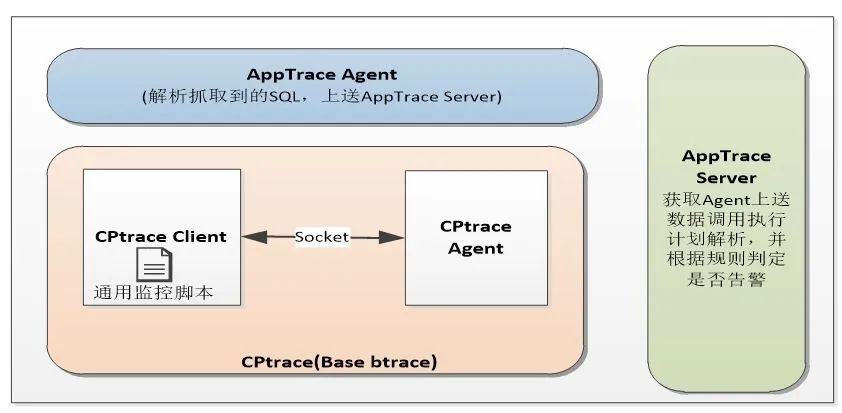 AppTrace Agent
(解析抓取到的SQL，上送AppTrace Server)
CPtrace Client
通用监控脚本
Socket
CPtrace
Agent
CPtrace(Base btrace)
AppTrace
Server
获取Agent上送
数据调用执行
计划解析，并
根据规则判定
是否告警